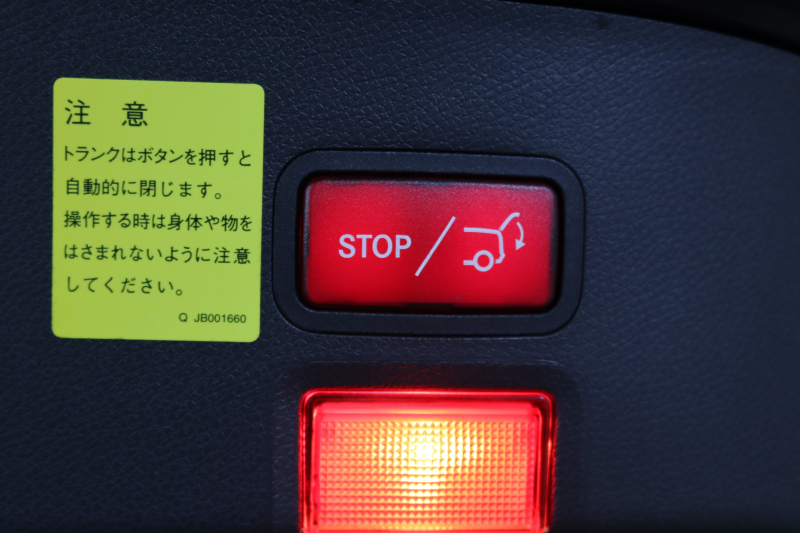 注 意
トランクはボタンを押すと
自動的に閉じます。
操作する時は身体や物を
はさまれないように注意
してください。
Q JB001660
STOP